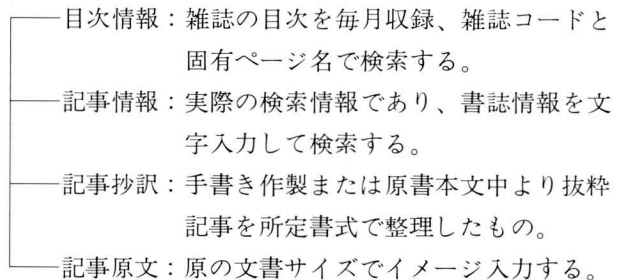 目次情報：雑誌の目次を毎月収録、雑誌コードと
固有ページ名で検索する。
記事情報：実際の検索情報であり、書誌情報を文
字入力して検索する。
記事抄訳：手書き作製または原書本文中より抜粋
記事を所定書式で整理したもの。
記事原文：原の文書サイズでイメージ入力する。